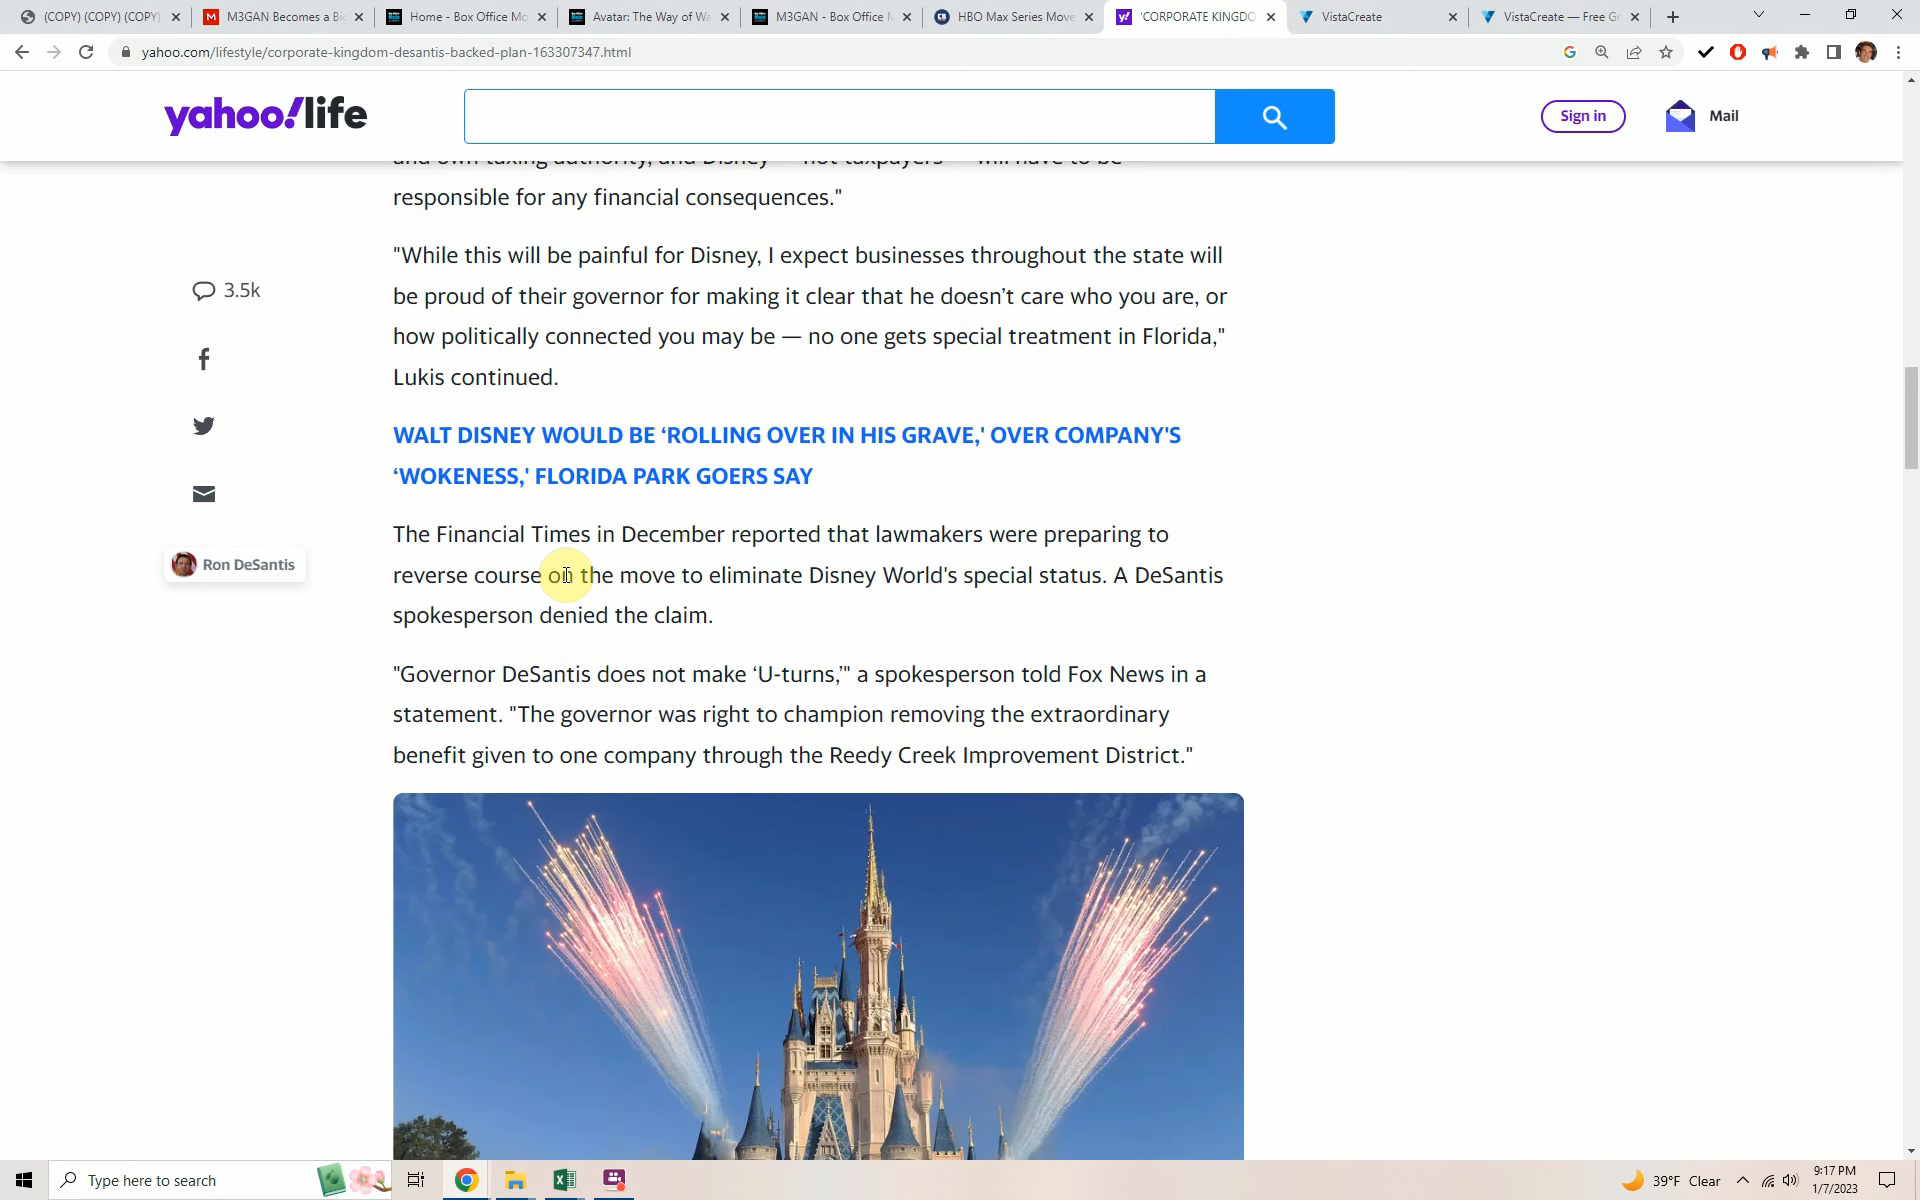 (COPY) (COPY) (COPY)
M3GAN Becomes a Bi
Home - Box Office Mo
Avatar: The Way of Wa
M3GAN - Box Office M
HBO Max Series Move
'CORPORATE KINGDO
VistaCreate
VistaCreate — Free Gr
yahoo.com/lifestyle/corporate-kingdom-desantis-backed-plan-163307347.html
yahoo!life
Sign in
Mail
and own taxing authority, and Disney — not taxpayers — will have to be
responsible for any financial consequences."
"While this will be painful for Disney, I expect businesses throughout the state will
be proud of their governor for making it clear that he doesn’t care who you are, or
how politically connected you may be — no one gets special treatment in Florida,"
Lukis continued.
3.5k
WALT DISNEY WOULD BE ‘ROLLING OVER IN HIS GRAVE,' OVER COMPANY'S
‘WOKENESS,' FLORIDA PARK GOERS SAY
The Financial Times in December reported that lawmakers were preparing to
reverse course on the move to eliminate Disney World's special status. A DeSantis
spokesperson denied the claim.
Ron DeSantis
"Governor DeSantis does not make ‘U-turns,’" a spokesperson told Fox News in a
statement. "The governor was right to champion removing the extraordinary
benefit given to one company through the Reedy Creek Improvement District."
Type here to search
39°F Clear
9:17 PM
1/7/2023